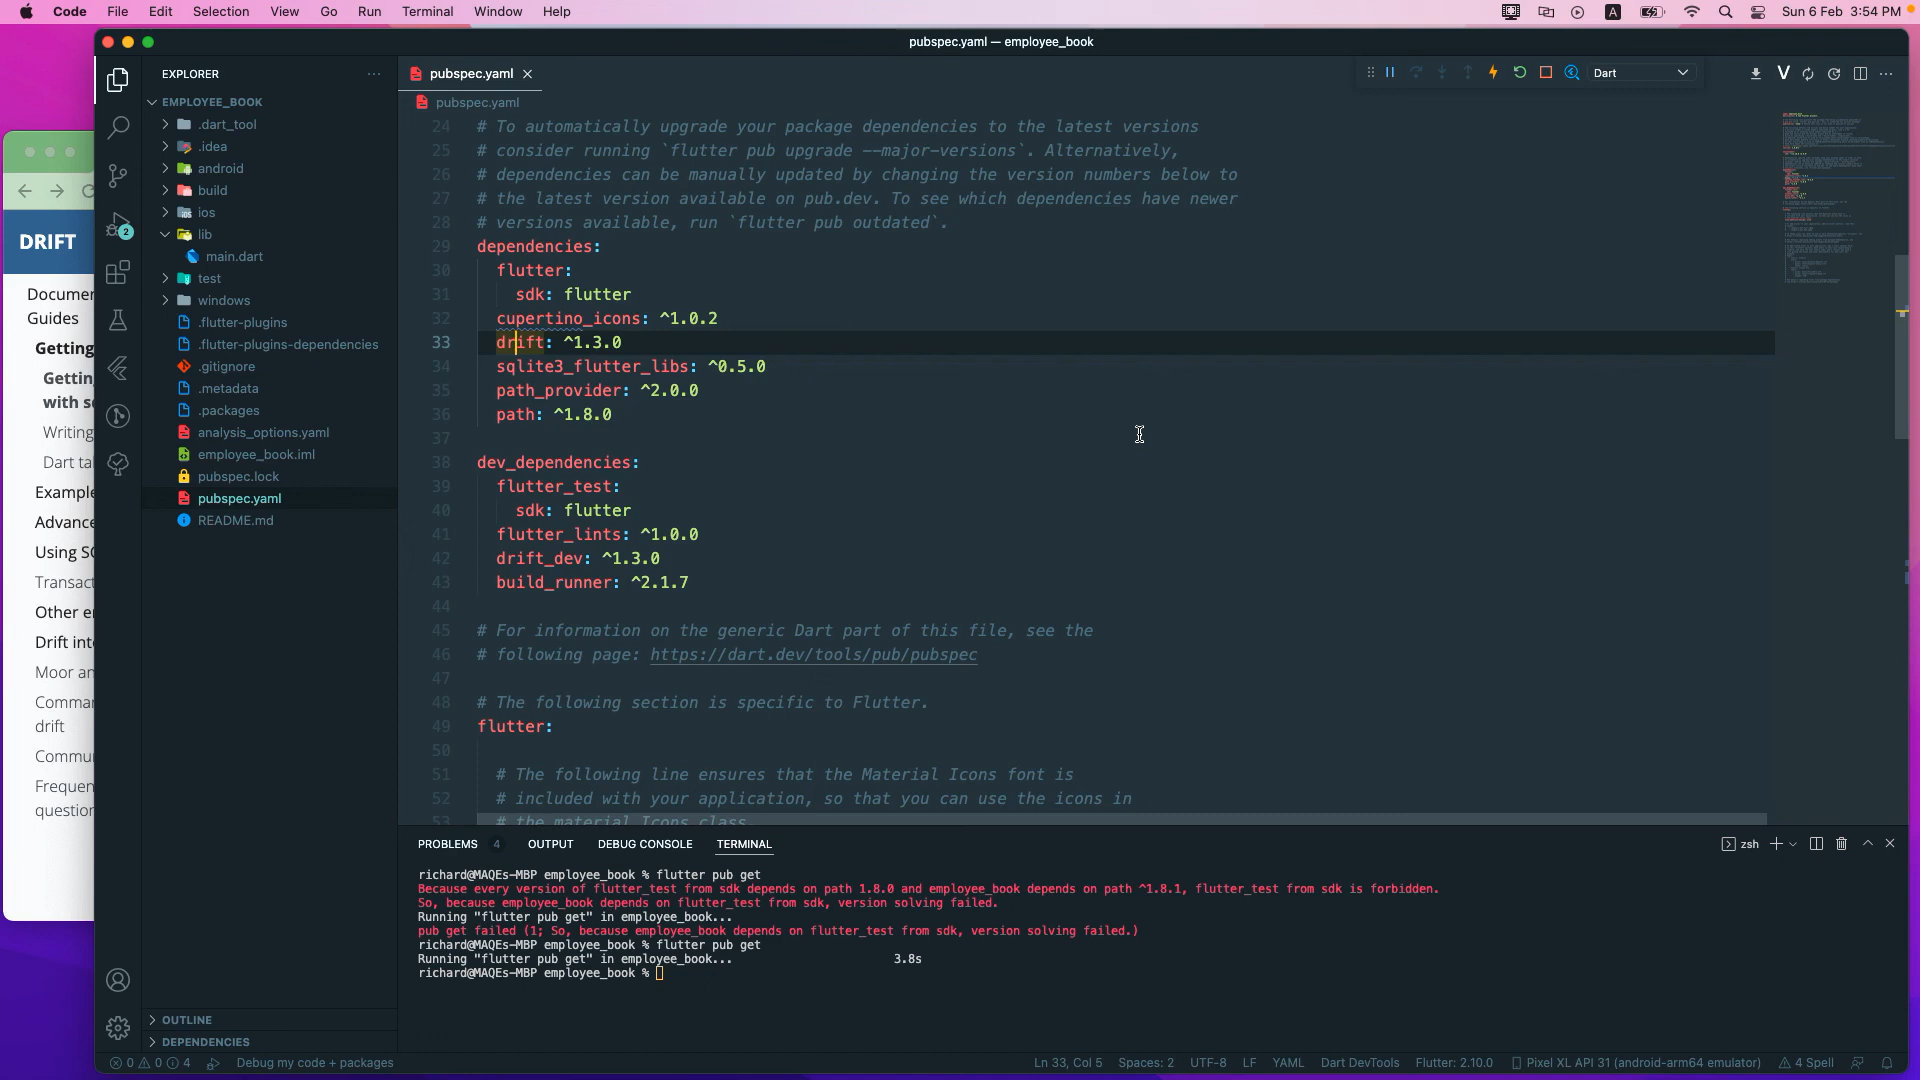 Code File Edit Selection View Go Run Terminal Window Help
A
Sun 6 Feb 3:54 PM
pubspec.yaml — employee_book
EXPLORER
EMPLOYEE_BOOK
.dart_tool
.idea
android
build
ios
lib
main.dart
test
windows
.flutter-plugins
.flutter-plugins-dependencies
.gitignore
.metadata
.packages
analysis_options.yaml
employee_book.iml
pubspec.lock
pubspec.yaml
README.md
OUTLINE
DEPENDENCIES
2
DRIFT
Guides
Getting
with
Writing
Dart
Advance
Using
Other
Drift
Moor
drift
pubspec.yaml
Dart
V
pubspec.yaml
24 # To automatically upgrade your package dependencies to the latest versions
25 # consider running `flutter pub upgrade --major-versions`. Alternatively,
26 # dependencies can be manually updated by changing the version numbers below to
27 # the latest version available on pub.dev. To see which dependencies have newer
28 # versions available, run `flutter pub outdated`.
29 dependencies:
30 flutter:
31 sdk: flutter
32 cupertino_icons: ^1.0.2
33 drift: ^1.3.0
34 sqlite3_flutter_libs: ^0.5.0
35 path_provider: ^2.0.0
36 path: ^1.8.0
37
38 dev_dependencies:
39 flutter_test:
40 sdk: flutter
41 flutter_lints: ^1.0.0
42 drift_dev: ^1.3.0
43 build_runner: ^2.1.7
44
45 # For information on the generic Dart part of this file, see the
46 # following page: https://dart.dev/tools/pub/pubspec
47
48 # The following section is specific to Flutter.
49 flutter:
50
51 # The following line ensures that the Material Icons font is
52 # included with your application, so that you can use the icons in
53 # the material Icons class.
PROBLEMS 4 OUTPUT DEBUG CONSOLE TERMINAL
zsh
richard@MAQEs-MBP employee_book % flutter pub get
Because every version of flutter_test from sdk depends on path 1.8.0 and employee_book depends on path ^1.8.1, flutter_test from sdk is forbidden.
So, because employee_book depends on flutter_test from sdk, version solving failed.
Running "flutter pub get" in employee_book...
pub get failed (1; So, because employee_book depends on flutter_test from sdk, version solving failed.)
richard@MAQEs-MBP employee_book % flutter pub get
Running "flutter pub get" in employee_book... 3.8s
richard@MAQEs-MBP employee_book %
0 0 4 Debug my code + packages
Ln 33, Col 5 Spaces: 2 UTF-8 LF YAML Dart DevTools Flutter: 2.10.0 Pixel XL API 31 (android-arm64 emulator) 4 Spell